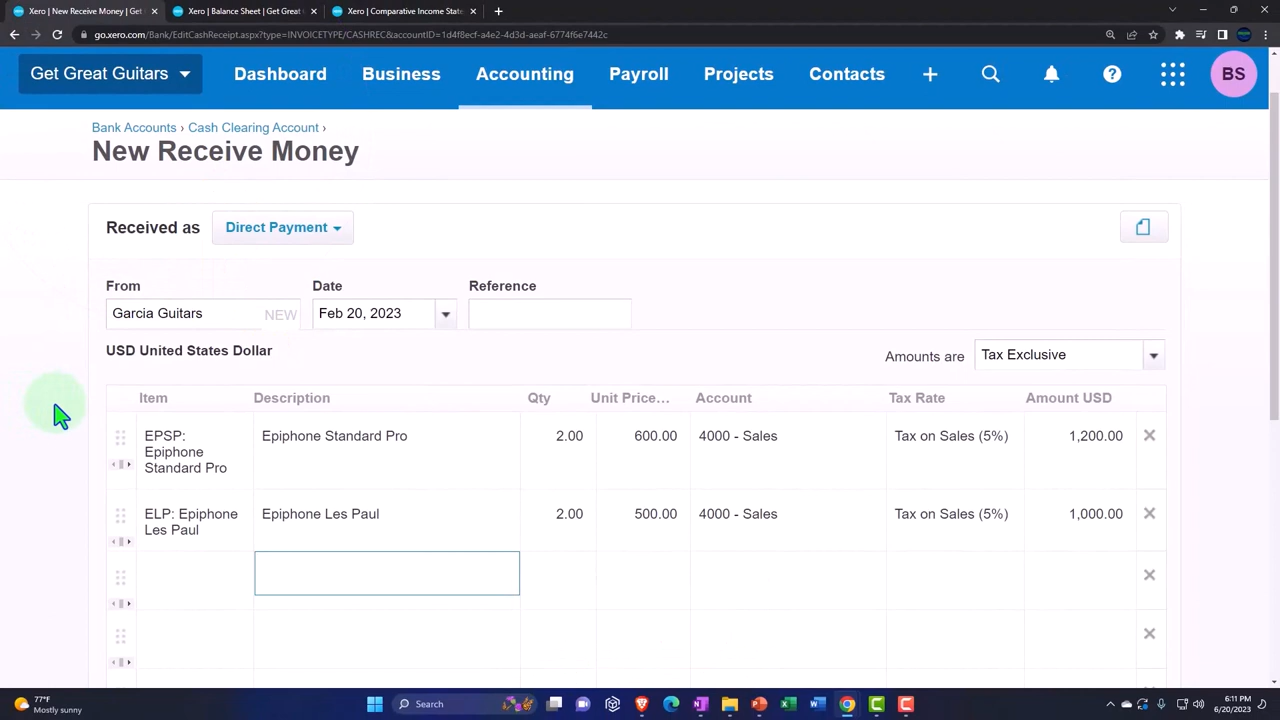 Xero | New Receive Money | Get
Xero | Balance Sheet | Get Great
Xero | Comparative Income State
go.xero.com/Bank/EditCashReceipt.aspx?type=INVOICETYPE/CASHREC&accountID=1d4f8ecf-a4e2-4d3d-aeaf-6774f6e7442c
Get Great Guitars
Dashboard
Business
Accounting
Payroll
Projects
Contacts
BS
Bank Accounts › Cash Clearing Account ›
New Receive Money
Received as
Direct Payment
From
Date
Reference
Garcia Guitars
NEW
Feb 20, 2023
USD United States Dollar
Amounts are
Tax Exclusive
Item Description Qty Unit Price... Account Tax Rate Amount USD
EPSP: Epiphone Standard Pro 2.00 600.00 4000 - Sales Tax on Sales (5%) 1,200.00
Epiphone
Standard Pro
ELP: Epiphone Epiphone Les Paul 2.00 500.00 4000 - Sales Tax on Sales (5%) 1,000.00
Les Paul
77°F
Mostly sunny
Search
6:11 PM
6/20/2023